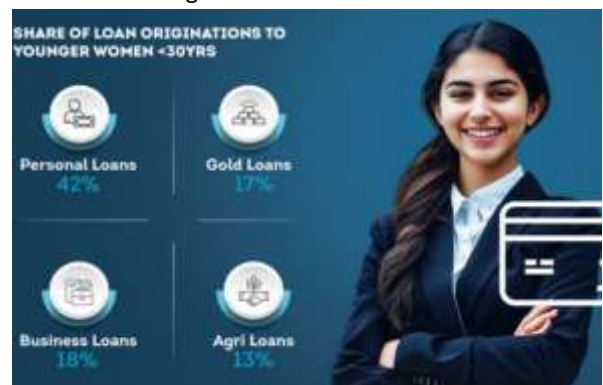 SHARE OF LOAN ORIGINATIONS TO
YOUNGER WOMEN <30YRS
Personal Loans
42%
Gold Loans
17%
Business Loans
18%
Agri Loans
13%